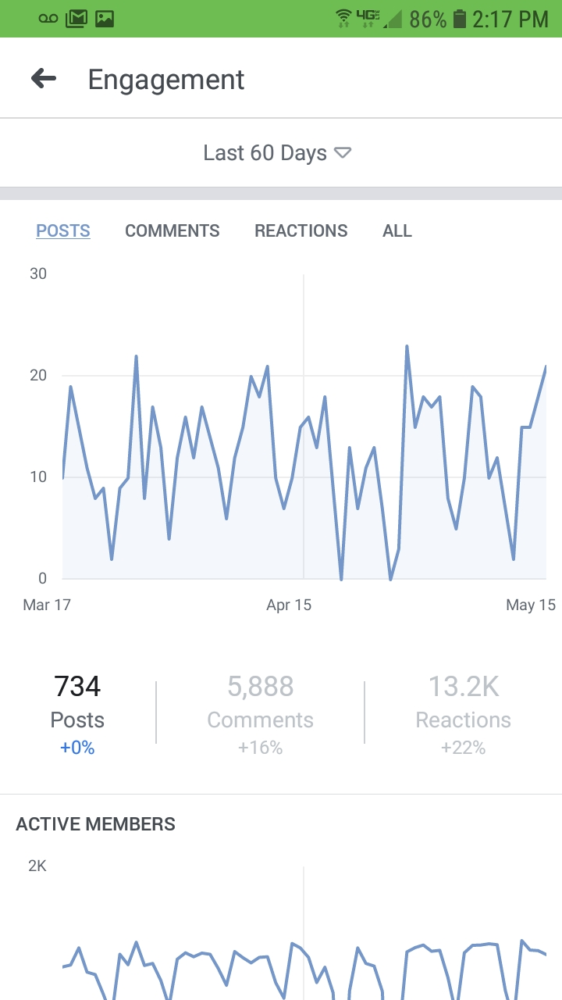 4G LTE 86% 2:17 PM
Engagement
Last 60 Days
POSTS COMMENTS REACTIONS ALL
30
20
10
0
Mar 17 Apr 15 May 15
734 5,888 13.2K
Posts Comments Reactions
+0% +16% +22%
ACTIVE MEMBERS
2K